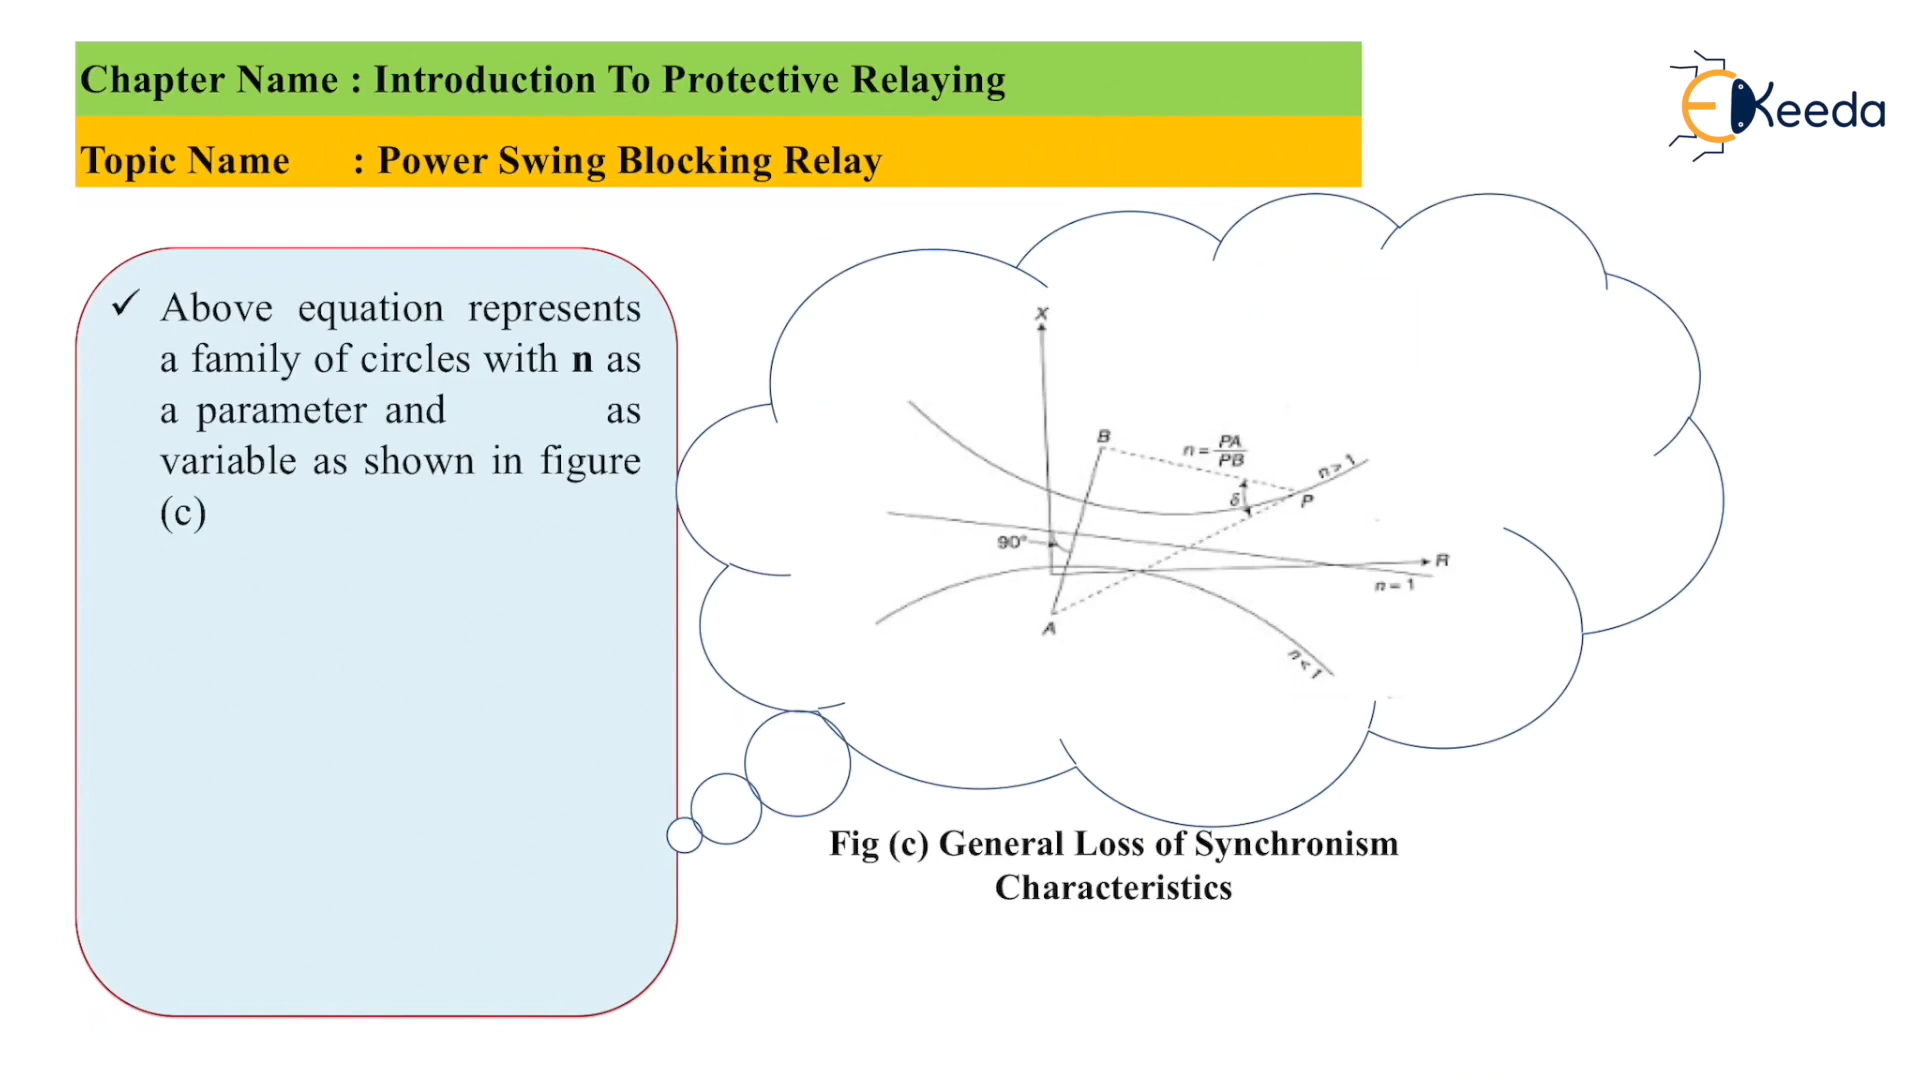 Chapter Name : Introduction To Protective Relaying
Topic Name : Power Swing Blocking Relay
Keeda
✓ Above equation represents
a family of circles with n as
a parameter and as
variable as shown in figure
(c)
X
B
n = PA
PB
n > 1
δ
P
90°
R
n = 1
A
n < 1
Fig (c) General Loss of Synchronism
Characteristics